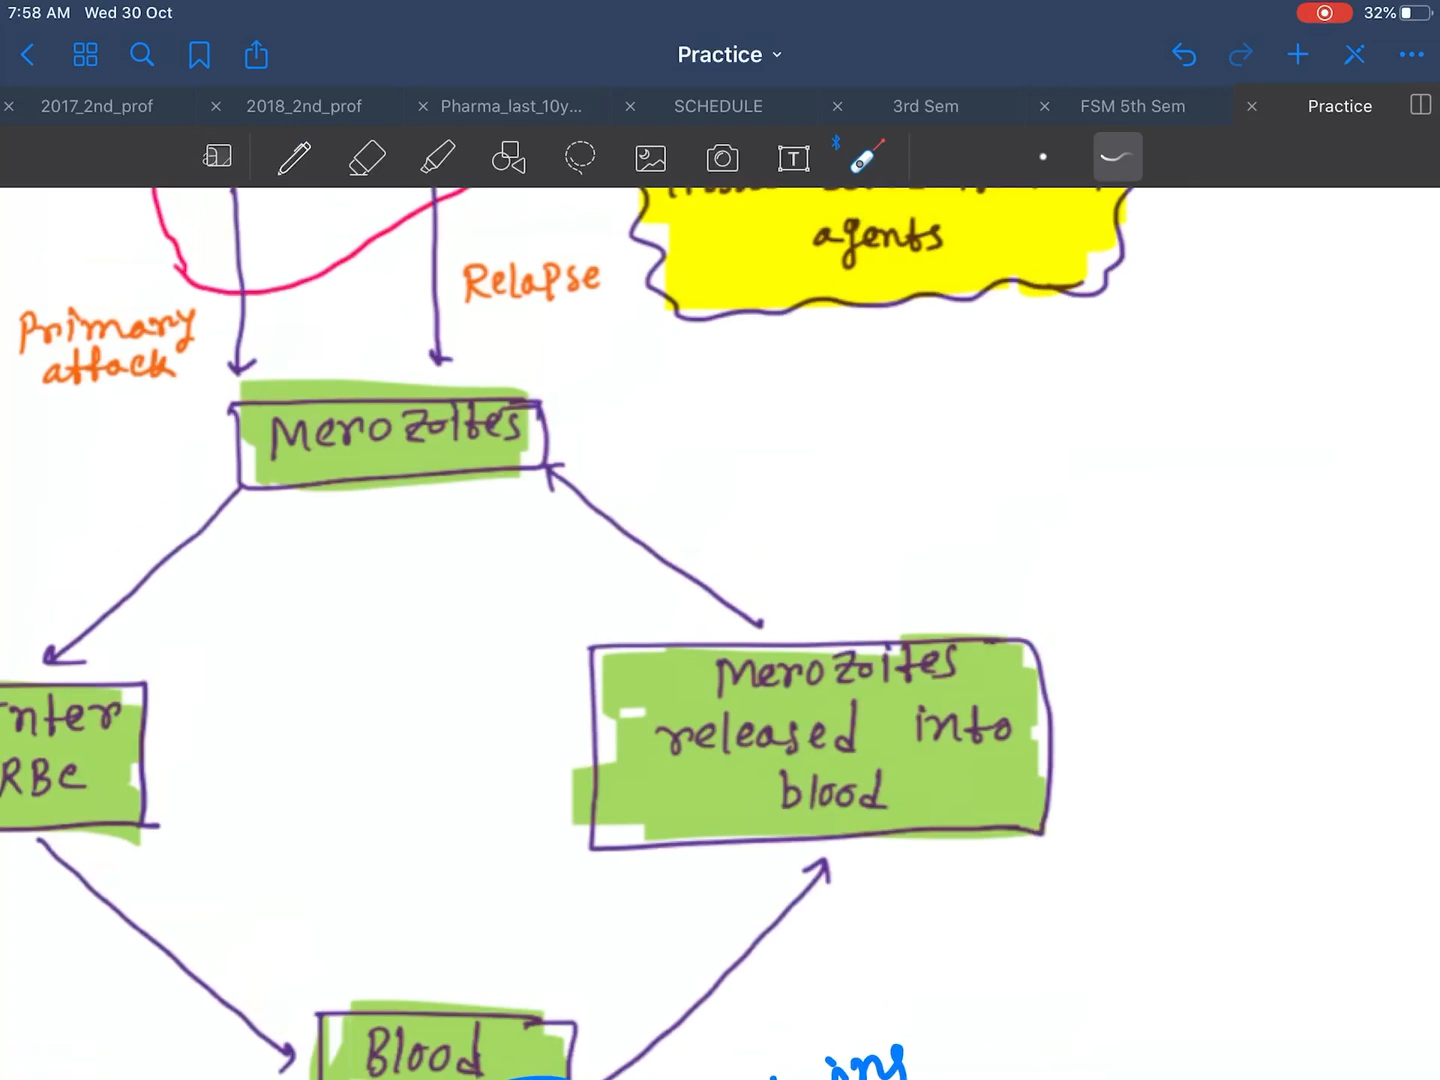 7:58 AM Wed 30 Oct
32%
Practice
2017_2nd_prof
2018_2nd_prof
Pharma_last_10y...
SCHEDULE
3rd Sem
FSM 5th Sem
Practice
T
agents
Relapse
Primary
attack
Merozoites
nter
RBC
Merozoites
released into
blood
Blood
ing